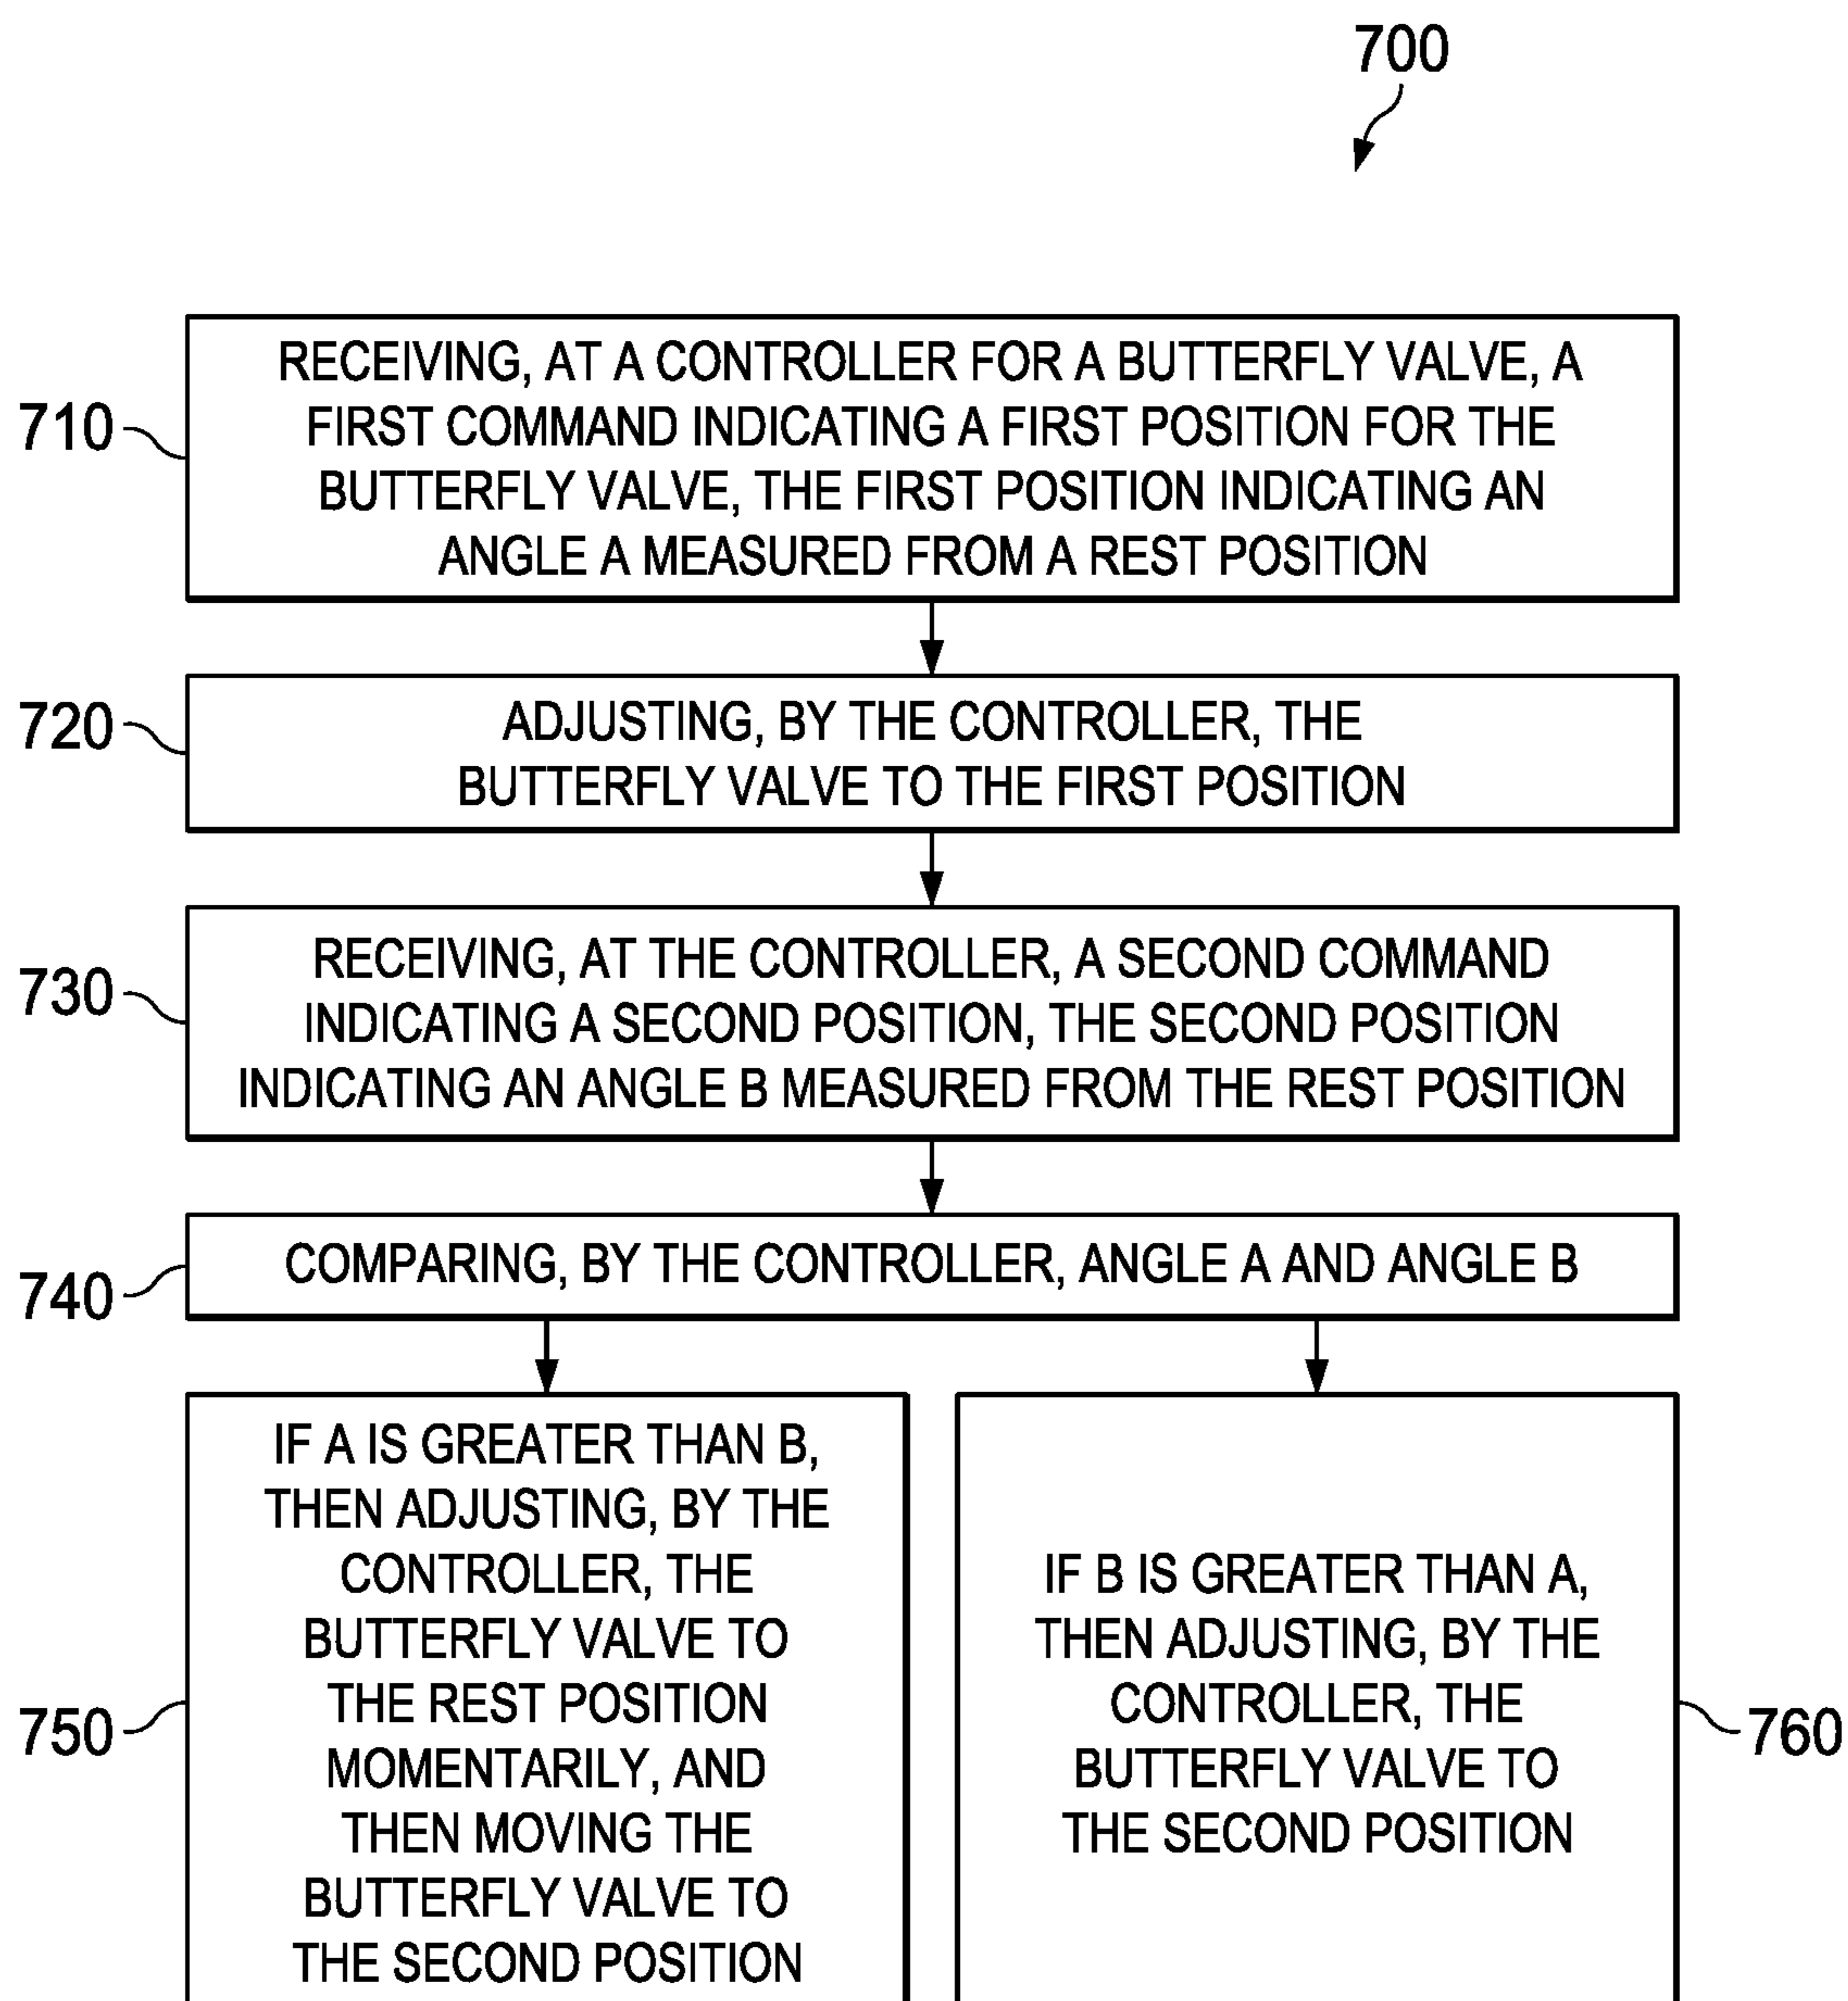 700
710
RECEIVING, AT A CONTROLLER FOR A BUTTERFLY VALVE, A
FIRST COMMAND INDICATING A FIRST POSITION FOR THE
BUTTERFLY VALVE, THE FIRST POSITION INDICATING AN
ANGLE A MEASURED FROM A REST POSITION
720
ADJUSTING, BY THE CONTROLLER, THE
BUTTERFLY VALVE TO THE FIRST POSITION
730
RECEIVING, AT THE CONTROLLER, A SECOND COMMAND
INDICATING A SECOND POSITION, THE SECOND POSITION
INDICATING AN ANGLE B MEASURED FROM THE REST POSITION
740
COMPARING, BY THE CONTROLLER, ANGLE A AND ANGLE B
750
IF A IS GREATER THAN B,
THEN ADJUSTING, BY THE
CONTROLLER, THE
BUTTERFLY VALVE TO
THE REST POSITION
MOMENTARILY, AND
THEN MOVING THE
BUTTERFLY VALVE TO
THE SECOND POSITION
IF B IS GREATER THAN A,
THEN ADJUSTING, BY THE
CONTROLLER, THE
BUTTERFLY VALVE TO
THE SECOND POSITION
760